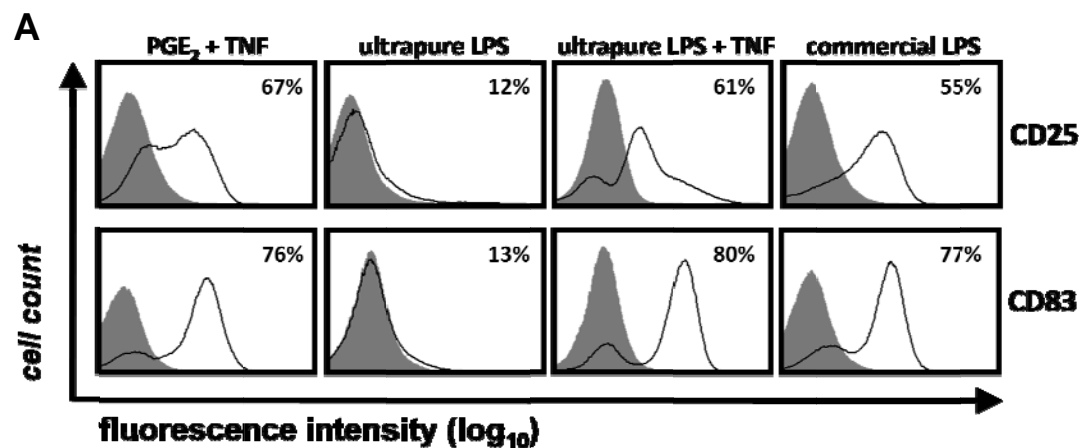 A
PGE2 + TNF ultrapure LPS ultrapure LPS + TNF commercial LPS
67% 12% 61% 55% CD25
76% 13% 80% 77% CD83
cell count
fluorescence intensity (log10)